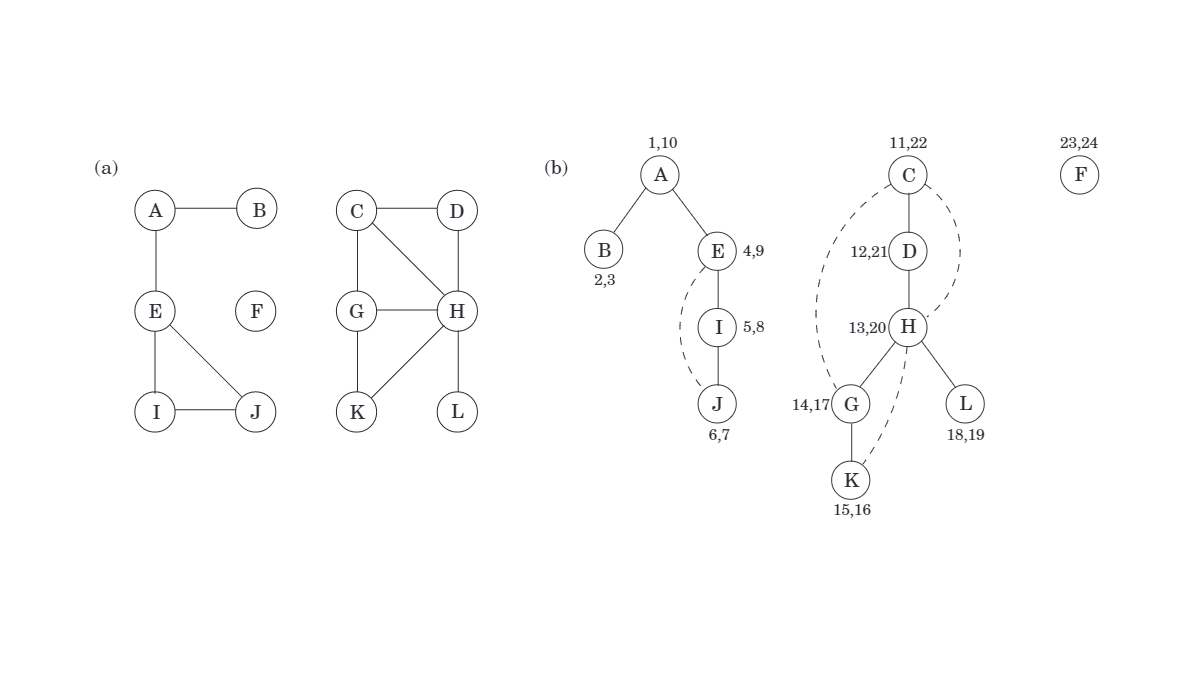 (a)
A B C D
E F G H
I J K L
(b)
1,10 11,22 23,24
A C F
B E 4,9 12,21 D
2,3
I 5,8 13,20 H
J 14,17 G L
6,7 18,19
K
15,16